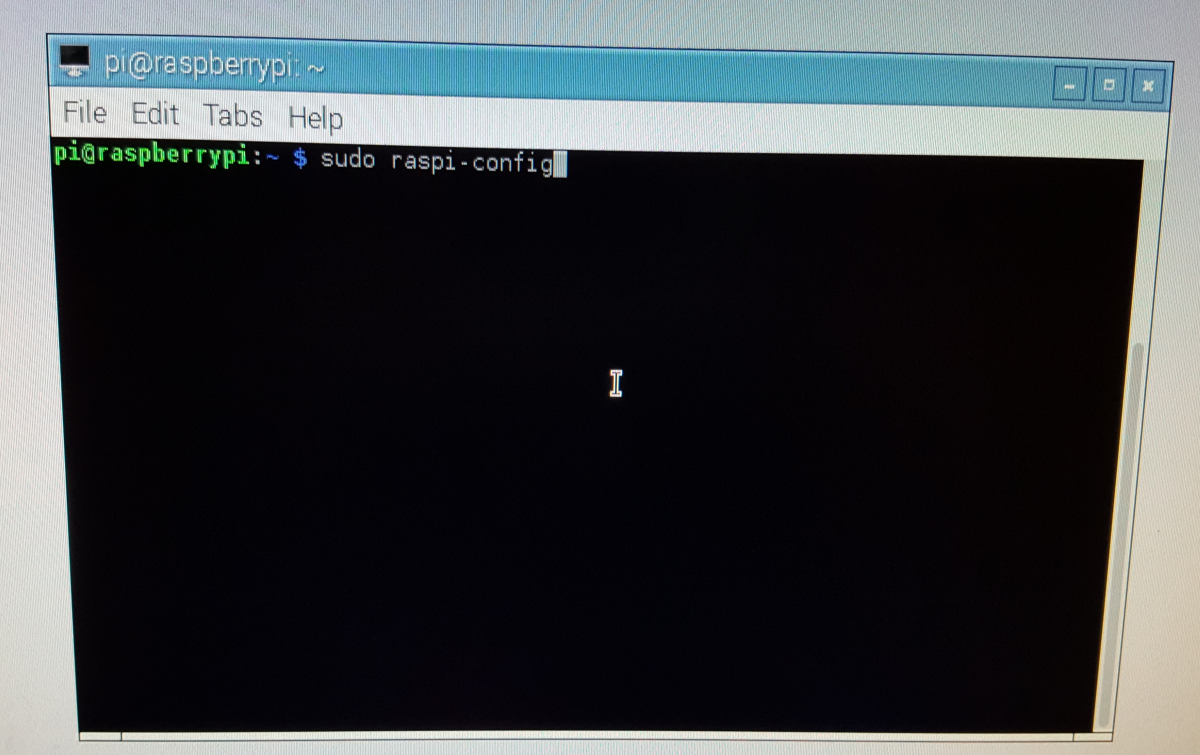 pi@raspberrypi: ~
File Edit Tabs Help
pi@raspberrypi:~ $ sudo raspi-config